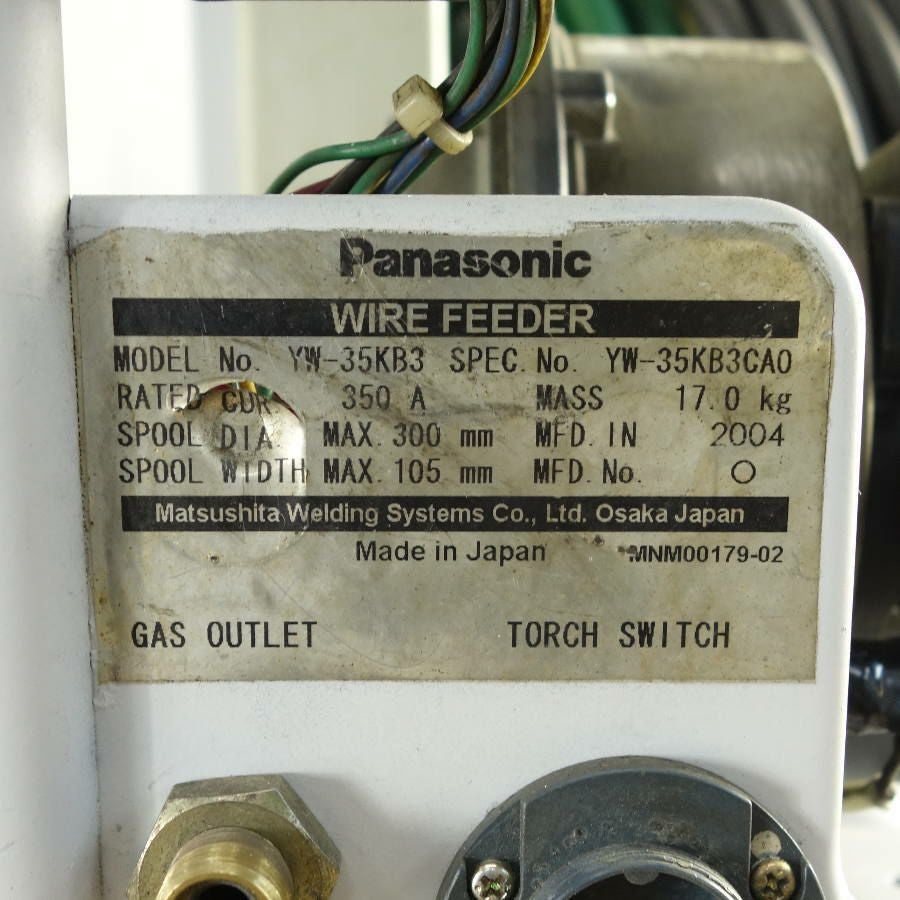 Panasonic
WIRE FEEDER
MODEL No. YW-35KB3 SPEC. No. YW-35KB3CA0
RATED CUR. 350 A MASS 17.0 kg
SPOOL DIA. MAX. 300 mm MFD. IN 2004
SPOOL WIDTH MAX. 105 mm MFD. No. O
Matsushita Welding Systems Co., Ltd. Osaka Japan
Made in Japan MNM00179-02
GAS OUTLET TORCH SWITCH